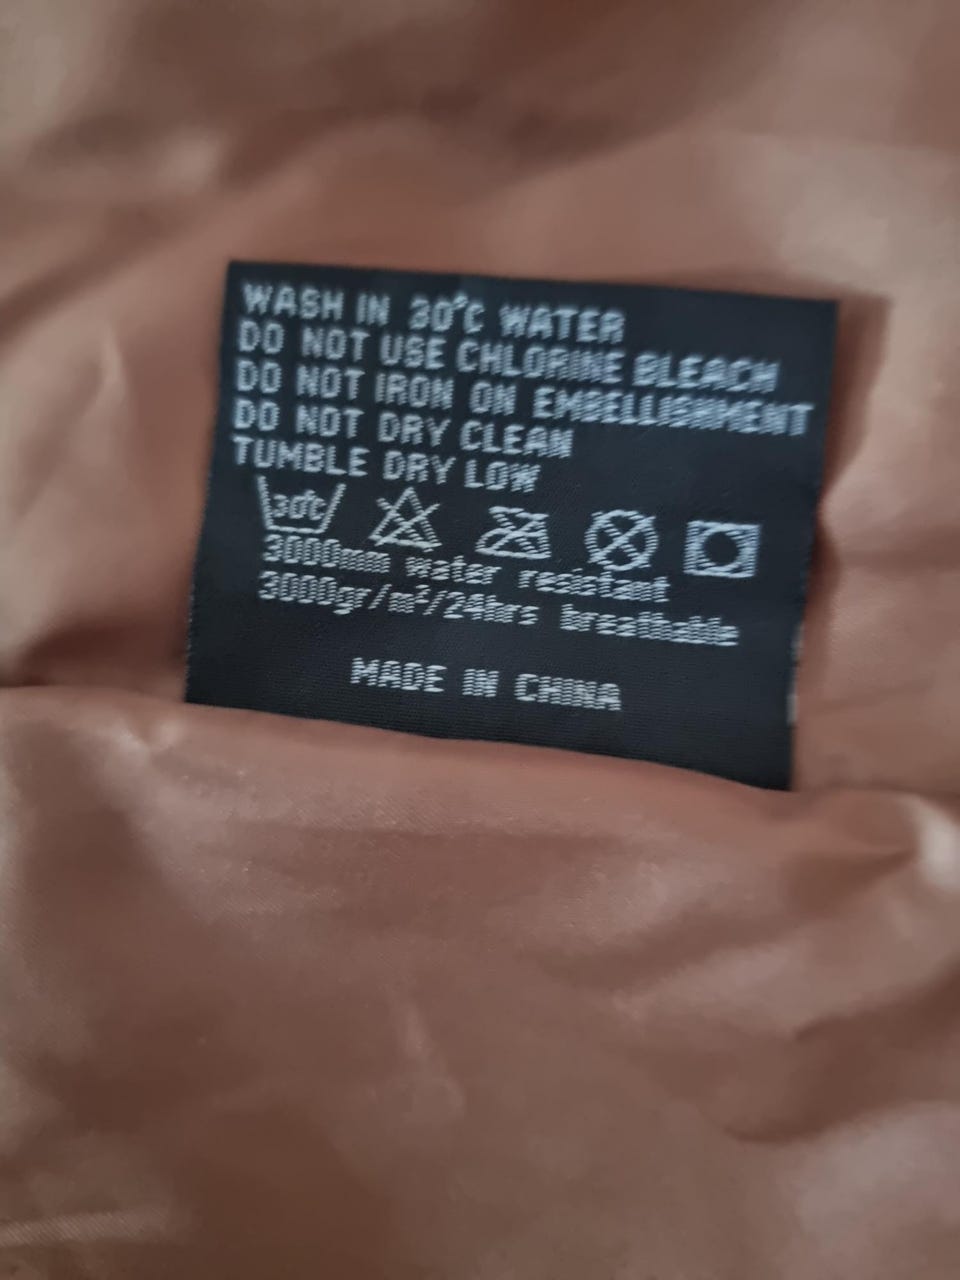 WASH IN 30°C WATER
DO NOT USE CHLORINE BLEACH
DO NOT IRON ON EMBELLISHMENT
DO NOT DRY CLEAN
TUMBLE DRY LOW
30°C
3000mm water resistant
3000gr/m²/24hrs breathable
MADE IN CHINA